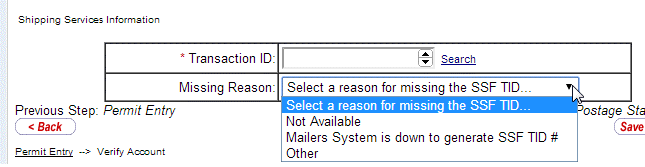 Shipping Services Information
* Transaction ID: Search
Missing Reason: Select a reason for missing the SSF TID...
Select a reason for missing the SSF TID...
Not Available
Mailers System is down to generate SSF TID #
Other
Previous Step: Permit Entry
Postage Sta
< Back
Save
Permit Entry --> Verify Account